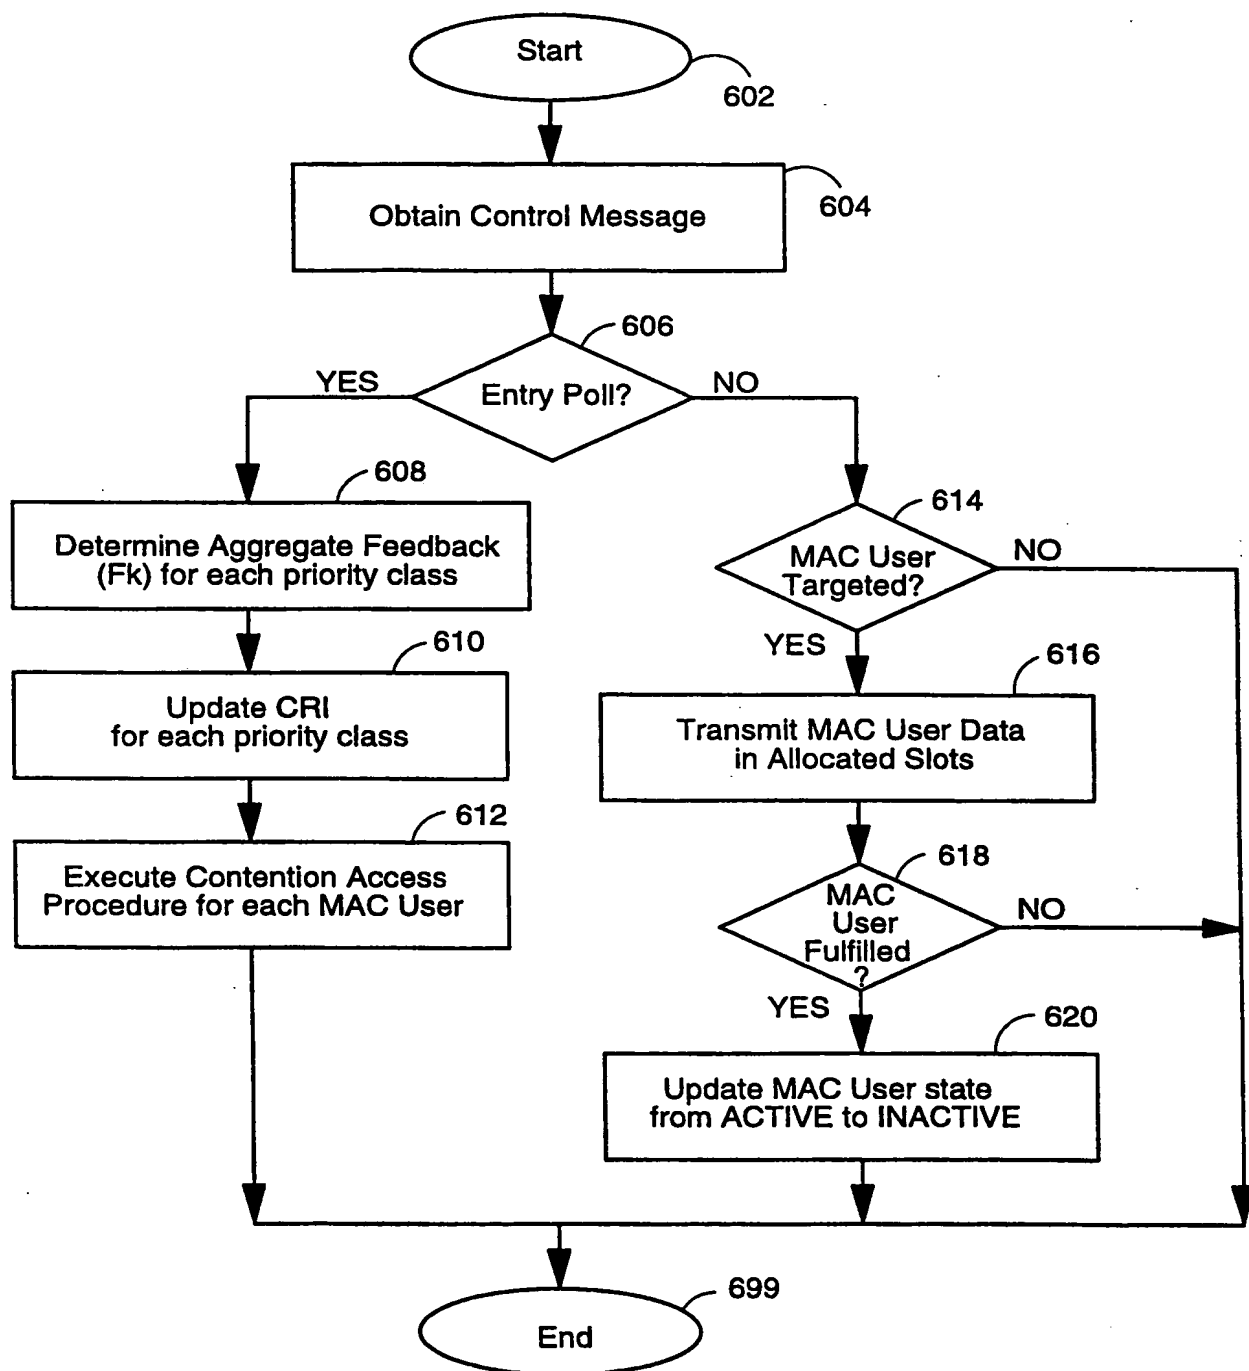 Start
602
Obtain Control Message
604
606
Entry Poll?
YES
NO
608
Determine Aggregate Feedback
(Fk) for each priority class
614
MAC User
Targeted?
NO
YES
610
Update CRI
for each priority class
616
Transmit MAC User Data
in Allocated Slots
612
Execute Contention Access
Procedure for each MAC User
618
MAC
User
Fulfilled
?
NO
YES
620
Update MAC User state
from ACTIVE to INACTIVE
699
End